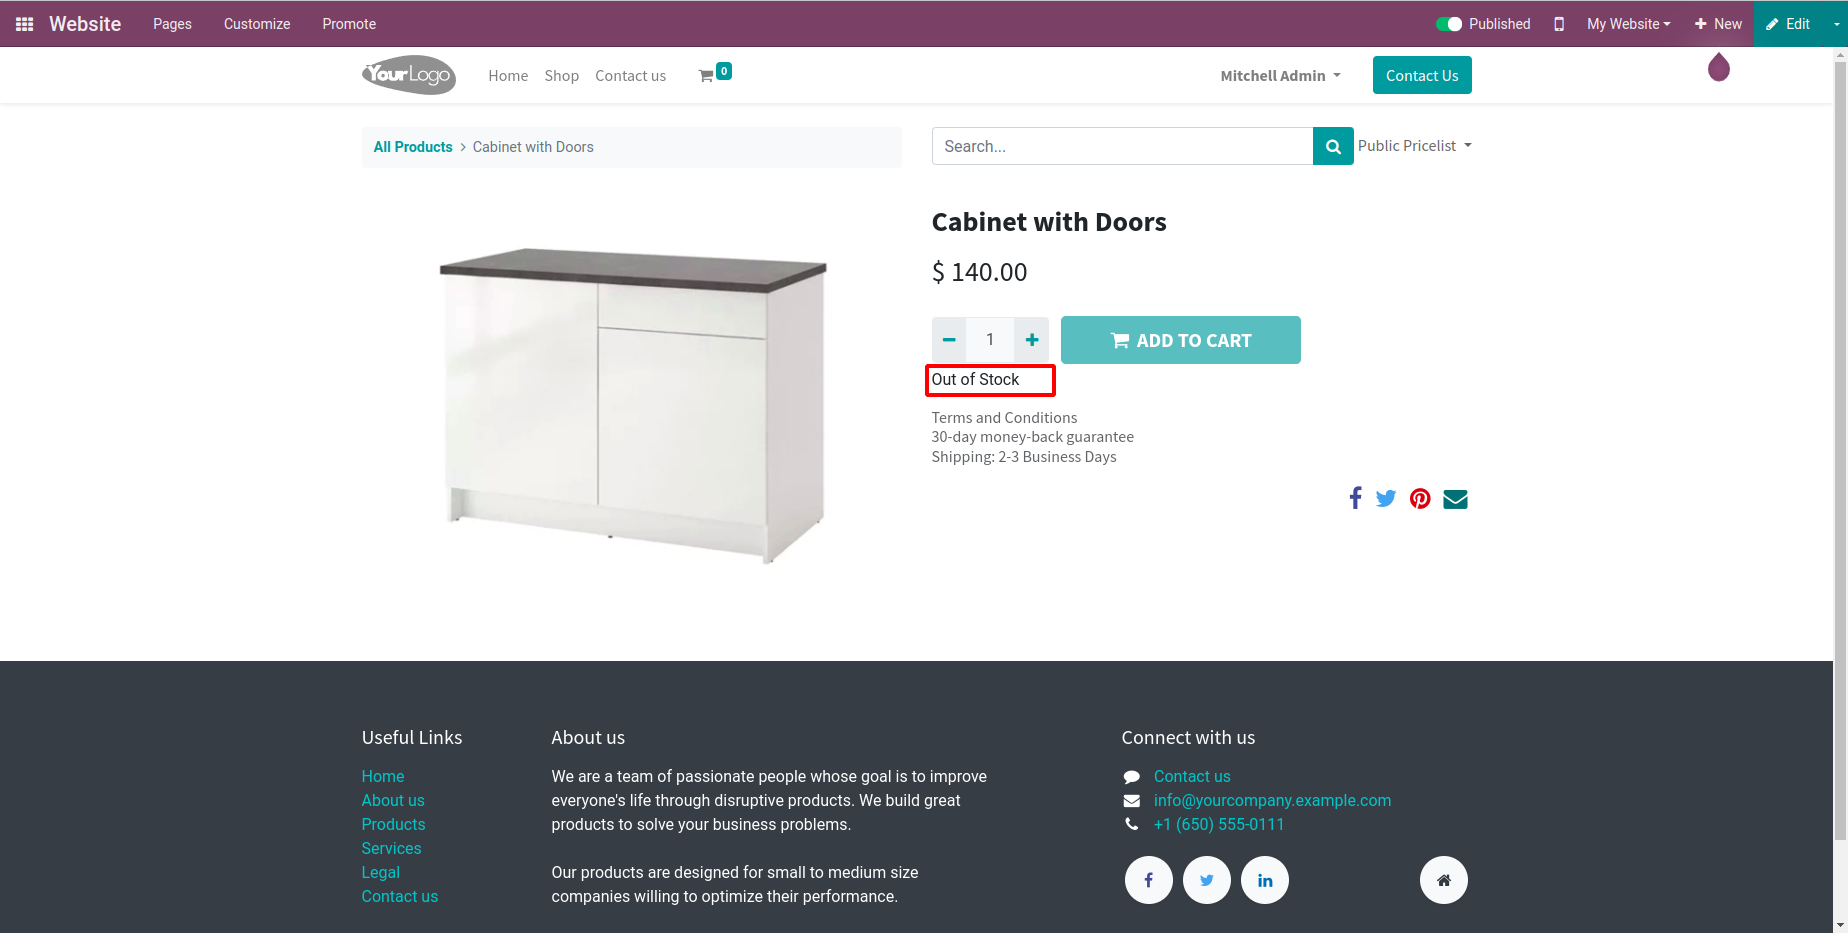 Website Pages Customize Promote Published My Website New Edit
YourLogo Home Shop Contact us 0 Mitchell Admin Contact Us
All Products > Cabinet with Doors
Search... Public Pricelist
Cabinet with Doors
$ 140.00
1 ADD TO CART
Out of Stock
Terms and Conditions
30-day money-back guarantee
Shipping: 2-3 Business Days
Useful Links
Home
About us
Products
Services
Legal
Contact us
About us
We are a team of passionate people whose goal is to improve
everyone's life through disruptive products. We build great
products to solve your business problems.
Our products are designed for small to medium size
companies willing to optimize their performance.
Connect with us
Contact us
info@yourcompany.example.com
+1 (650) 555-0111